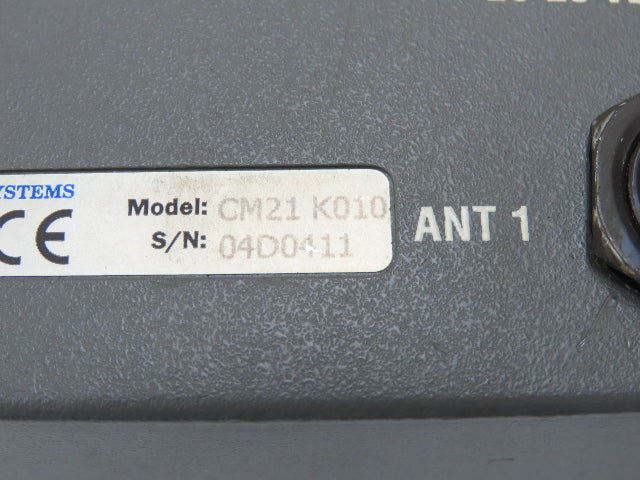 YSTEMS
CE
Model: CM21 K010
S/N: 04D0411
ANT 1